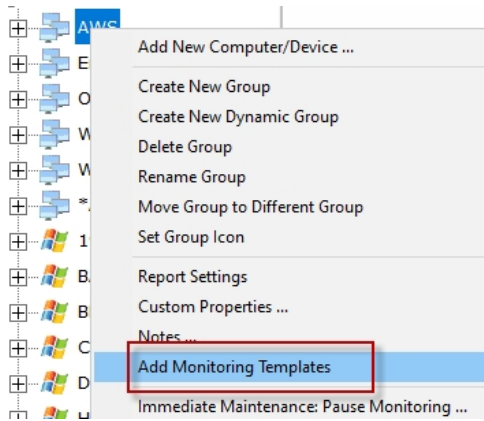 AWS
Add New Computer/Device ...
E
Create New Group
O
Create New Dynamic Group
W
Delete Group
W
Rename Group
*.
Move Group to Different Group
1
Set Group Icon
B.
Report Settings
B
Custom Properties ...
C
Notes ...
Add Monitoring Templates
D
H
Immediate Maintenance: Pause Monitoring ...